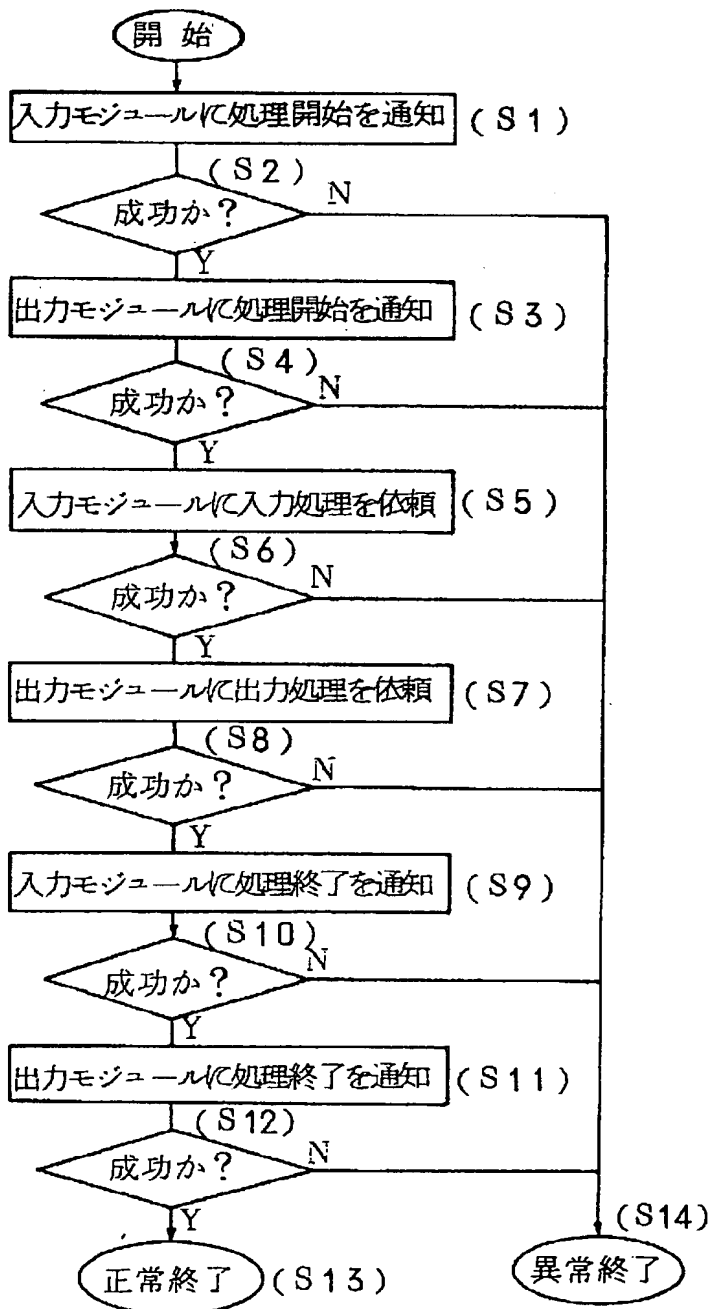 開 始
入力モジュールに処理開始を通知 (S1)
(S2)
成功か? N
Y
出力モジュールに処理開始を通知 (S3)
(S4)
成功か? N
Y
入力モジュールに入力処理を依頼 (S5)
(S6)
成功か? N
Y
出力モジュールに出力処理を依頼 (S7)
(S8)
成功か? N
Y
入力モジュールに処理終了を通知 (S9)
(S10)
成功か? N
Y
出力モジュールに処理終了を通知 (S11)
(S12)
成功か? N
Y
(S14)
正常終了 (S13) 異常終了